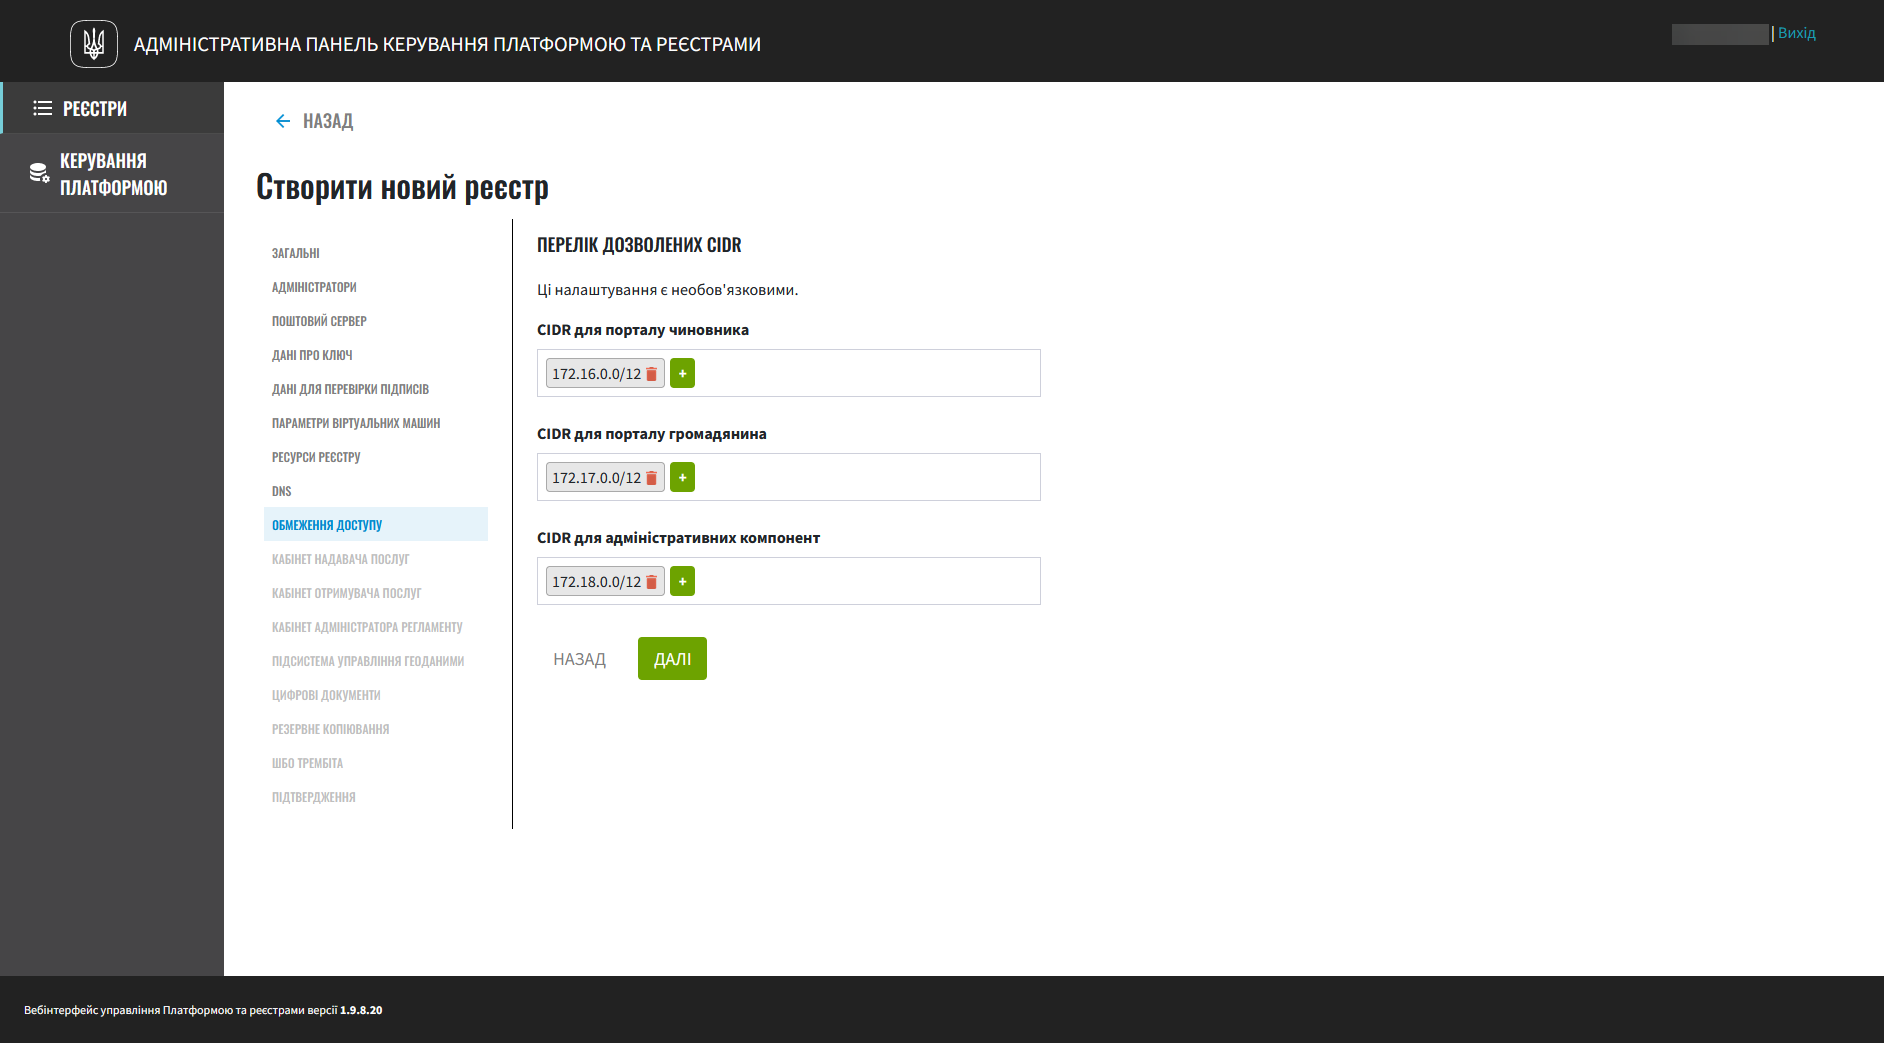 АДМІНІСТРАТИВНА ПАНЕЛЬ КЕРУВАННЯ ПЛАТФОРМОЮ ТА РЕЄСТРАМИ
| Вихід
РЕЄСТРИ
КЕРУВАННЯ
ПЛАТФОРМОЮ
НАЗАД
Створити новий реєстр
ЗАГАЛЬНІ
АДМІНІСТРАТОРИ
ПОШТОВИЙ СЕРВЕР
ДАНІ ПРО КЛЮЧ
ДАНІ ДЛЯ ПЕРЕВІРКИ ПІДПИСІВ
ПАРАМЕТРИ ВІРТУАЛЬНИХ МАШИН
РЕСУРСИ РЕЄСТРУ
DNS
ОБМЕЖЕННЯ ДОСТУПУ
КАБІНЕТ НАДАВАЧА ПОСЛУГ
КАБІНЕТ ОТРИМУВАЧА ПОСЛУГ
КАБІНЕТ АДМІНІСТРАТОРА РЕГЛАМЕНТУ
ПІДСИСТЕМА УПРАВЛІННЯ ГЕОДАНИМИ
ЦИФРОВІ ДОКУМЕНТИ
РЕЗЕРВНЕ КОПІЮВАННЯ
ШБО ТРЕМБІТА
ПІДТВЕРДЖЕННЯ
ПЕРЕЛІК ДОЗВОЛЕНИХ CIDR
Ці налаштування є необов'язковими.
CIDR для порталу чиновника
172.16.0.0/12 +
CIDR для порталу громадянина
172.17.0.0/12 +
CIDR для адміністративних компонент
172.18.0.0/12 +
НАЗАД ДАЛІ
Вебінтерфейс управління Платформою та реєстрами версії 1.9.8.20